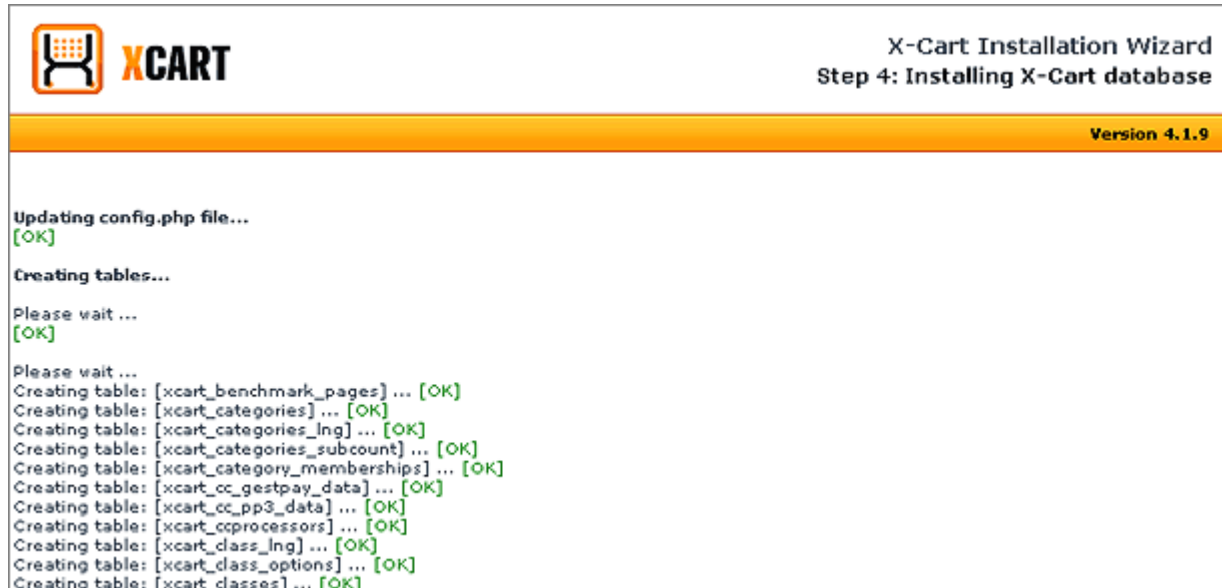 XCART
X-Cart Installation Wizard
Step 4: Installing X-Cart database
Version 4.1.9
Updating config.php file...
[OK]
Creating tables...
Please wait ...
[OK]
Please wait ...
Creating table: [xcart_benchmark_pages] ... [OK]
Creating table: [xcart_categories] ... [OK]
Creating table: [xcart_categories_lng] ... [OK]
Creating table: [xcart_categories_subcount] ... [OK]
Creating table: [xcart_category_memberships] ... [OK]
Creating table: [xcart_cc_gestpay_data] ... [OK]
Creating table: [xcart_cc_pp3_data] ... [OK]
Creating table: [xcart_ccprocessors] ... [OK]
Creating table: [xcart_class_lng] ... [OK]
Creating table: [xcart_class_options] ... [OK]
Creating table: [xcart_classes] ... [OK]